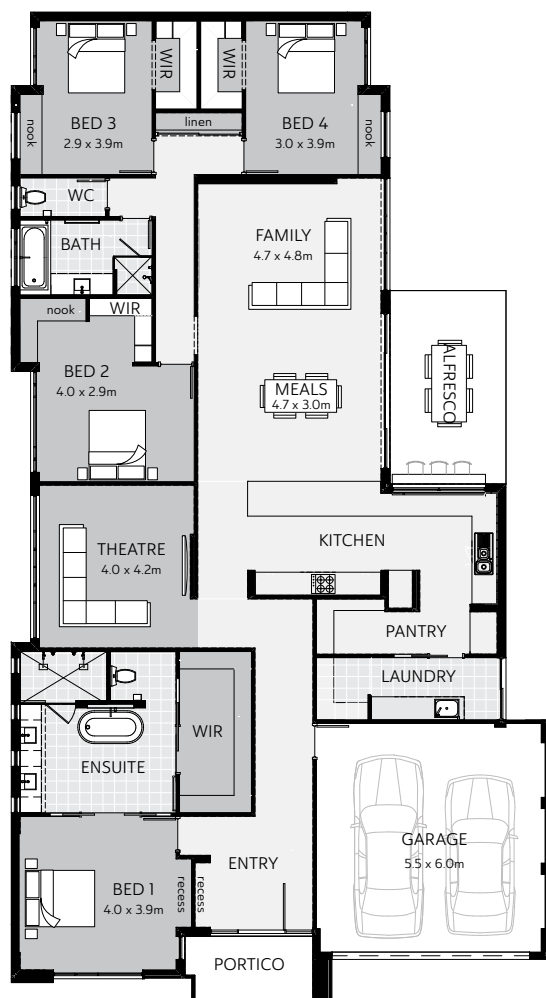 WIR
WIR
BED 3
2.9 x 3.9m
nook
linen
BED 4
3.0 x 3.9m
nook
WC
BATH
FAMILY
4.7 x 4.8m
nook
WIR
BED 2
4.0 x 2.9m
MEALS
4.7 x 3.0m
ALFRESCO
THEATRE
4.0 x 4.2m
KITCHEN
PANTRY
LAUNDRY
WIR
ENSUITE
GARAGE
5.5 x 6.0m
ENTRY
BED 1
4.0 x 3.9m
recess
recess
PORTICO